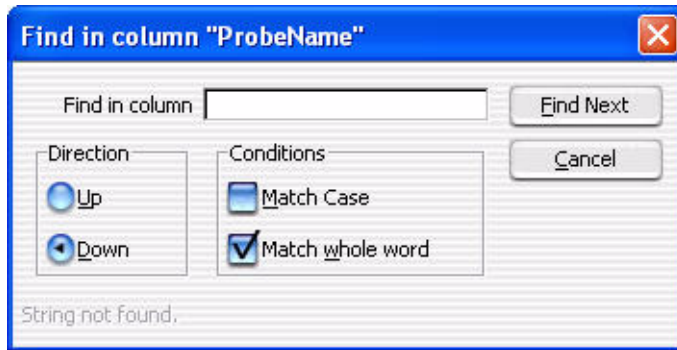 Find in column "ProbeName"
Find in column
Find Next
Direction
Conditions
Cancel
Up
Match Case
Down
Match whole word
String not found.